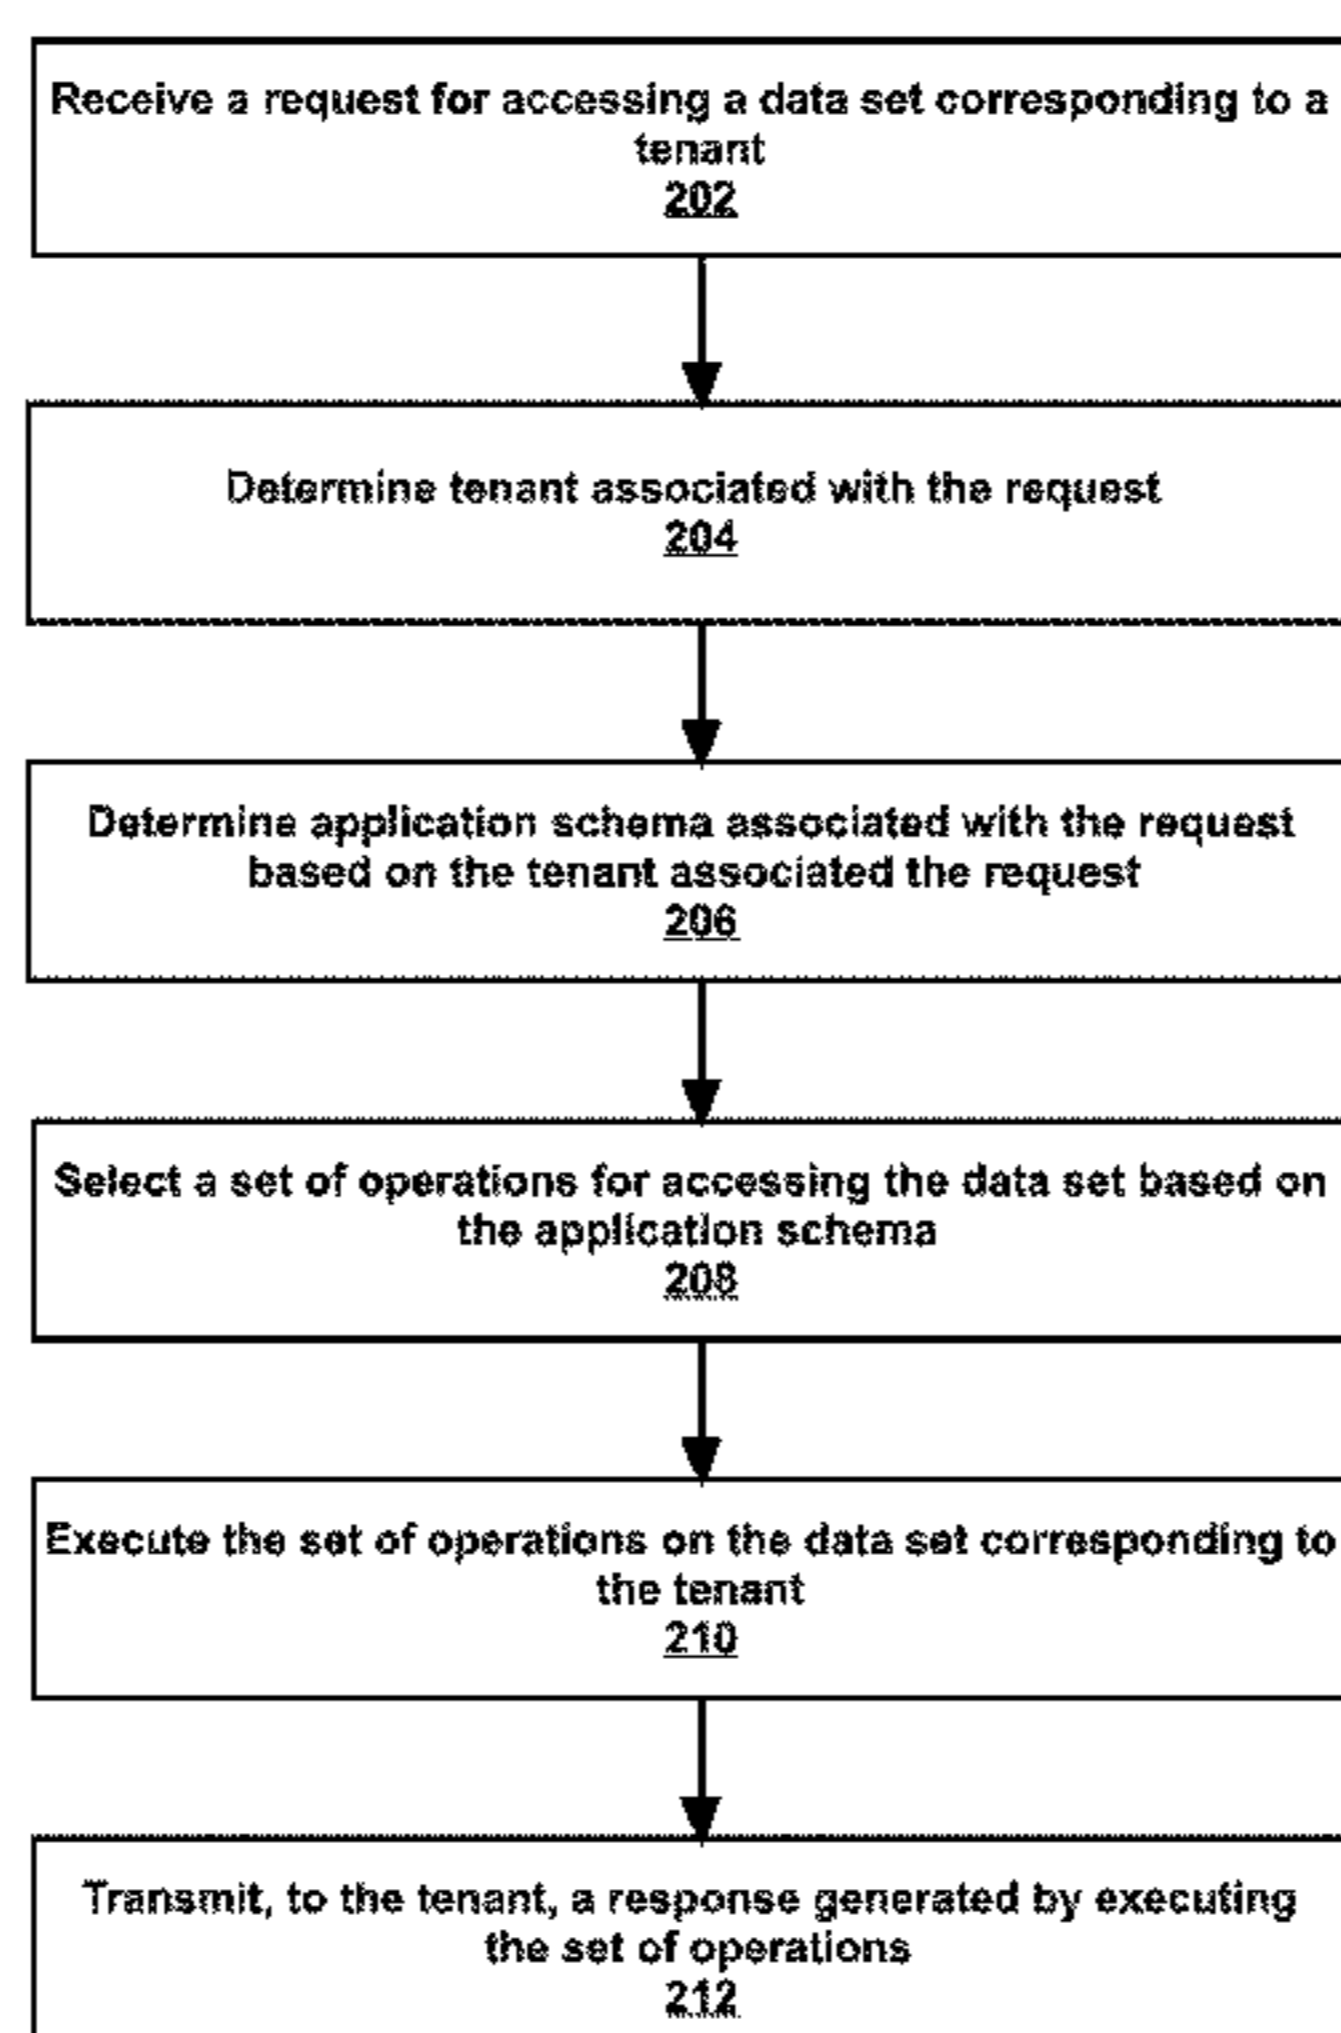 Receive a request for accessing a data set corresponding to a
tenant
202
Determine tenant associated with the request
204
Determine application schema associated with the request
based on the tenant associated the request
206
Select a set of operations for accessing the data set based on
the application schema
208
Execute the set of operations on the data set corresponding to
the tenant
210
Transmit, to the tenant, a response generated by executing
the set of operations
212